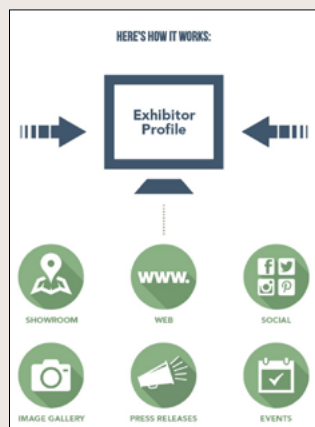 HERE'S HOW IT WORKS:
Exhibitor
Profile
www.
SHOWROOM
WEB
SOCIAL
IMAGE GALLERY
PRESS RELEASES
EVENTS